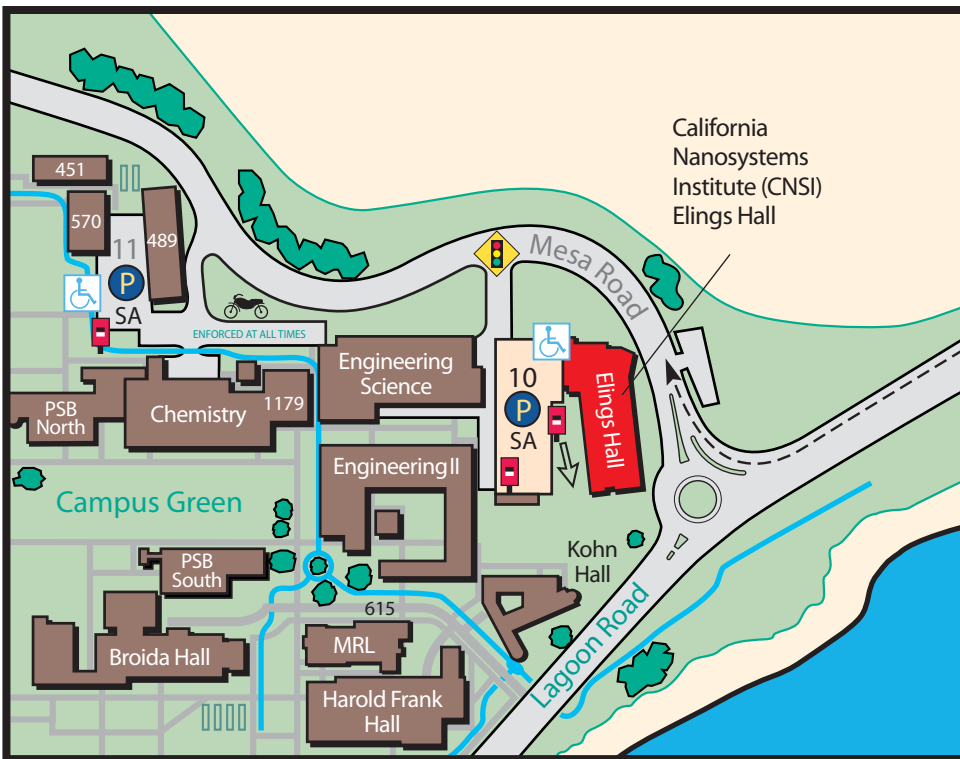 California
Nanosystems
Institute (CNSI)
Elings Hall
451
570
489
11
P
SA
Mesa Road
ENFORCED AT ALL TIMES
Engineering
Science
10
P
SA
Elings Hall
PSB
North
Chemistry
1179
Engineering II
Campus Green
PSB
South
Kohn
Hall
615
Lagoon Road
Broida Hall
MRL
Harold Frank
Hall